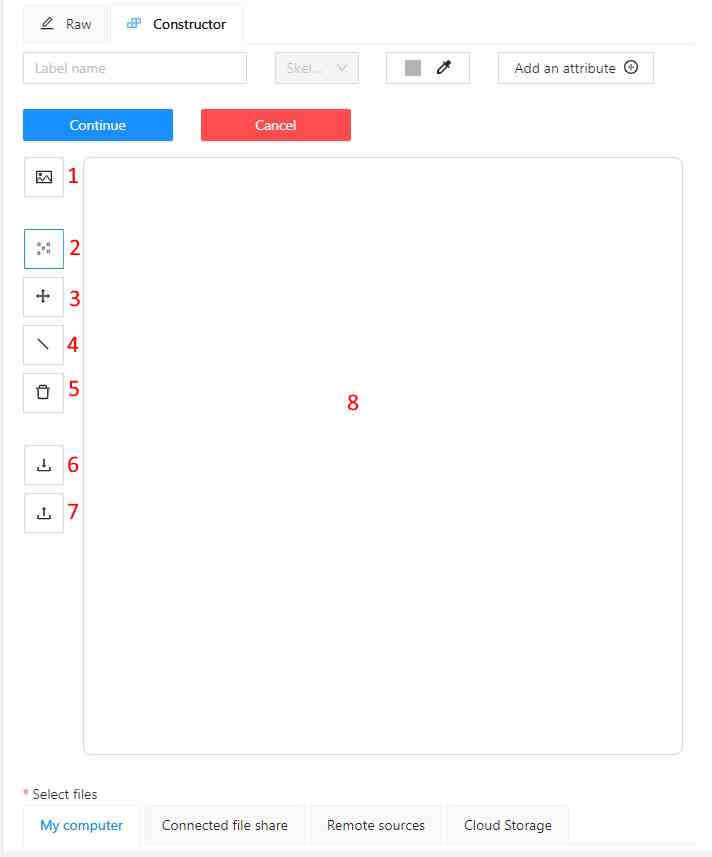 Raw
Constructor
Label name
Skel...
Add an attribute
Continue
Cancel
1
2
3
4
5
8
6
7
* Select files
My computer
Connected file share
Remote sources
Cloud Storage